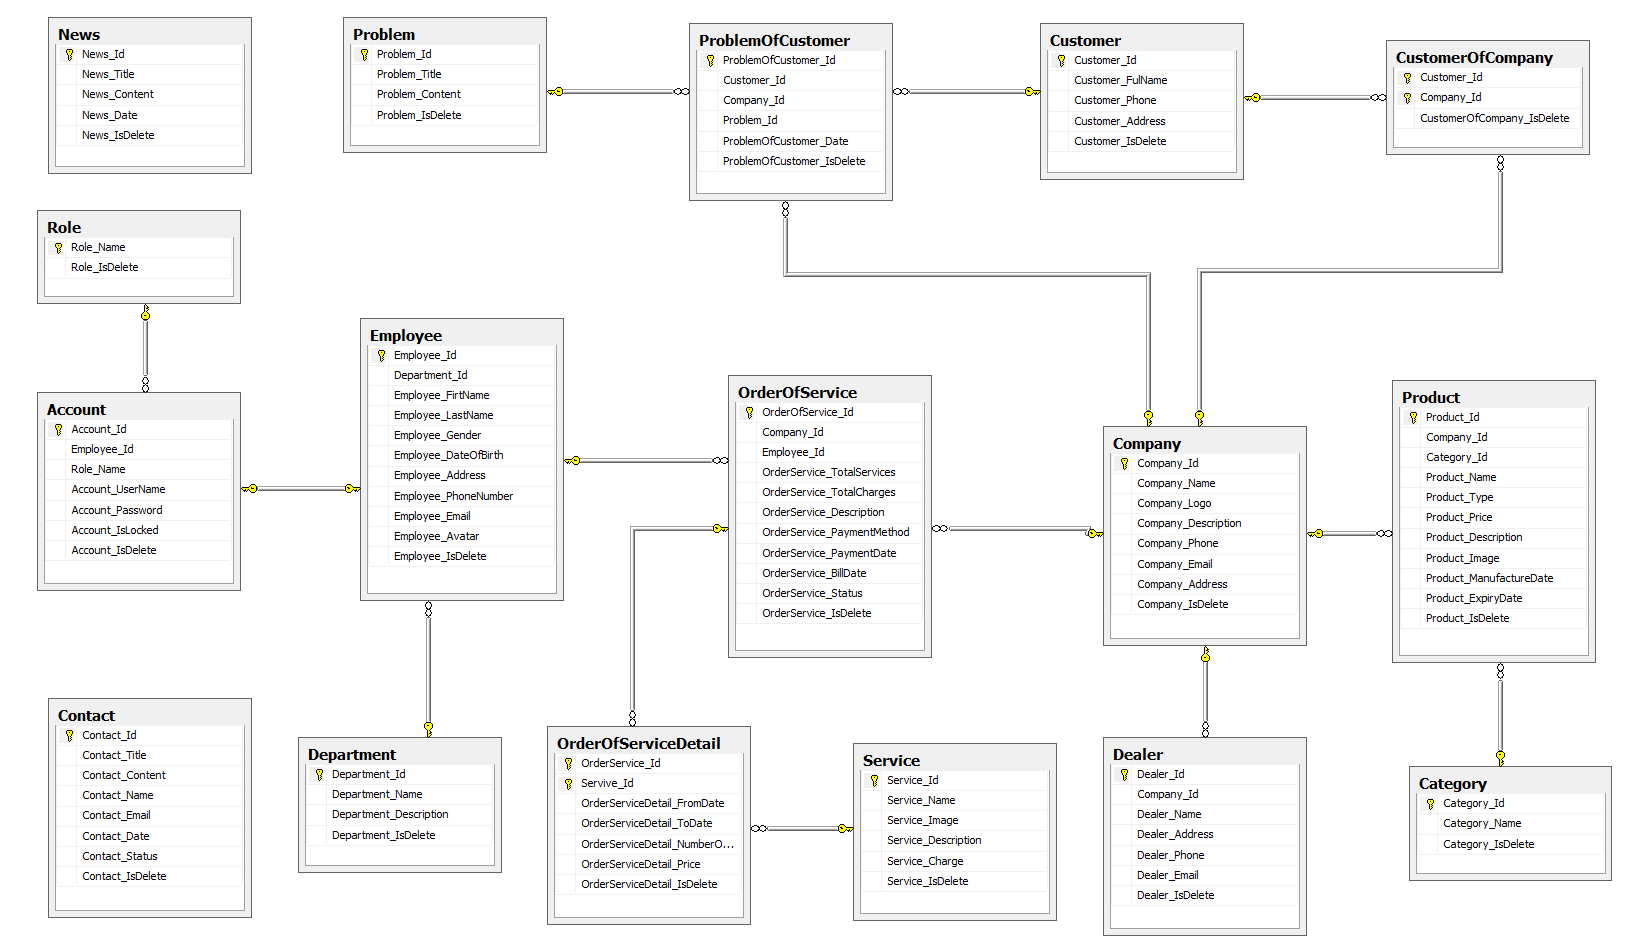 News
News_Id
News_Title
News_Content
News_Date
News_IsDelete
Problem
Problem_Id
Problem_Title
Problem_Content
Problem_IsDelete
ProblemOfCustomer
ProblemOfCustomer_Id
Customer_Id
Company_Id
Problem_Id
ProblemOfCustomer_Date
ProblemOfCustomer_IsDelete
Customer
Customer_Id
Customer_FulName
Customer_Phone
Customer_Address
Customer_IsDelete
CustomerOfCompany
Customer_Id
Company_Id
CustomerOfCompany_IsDelete
Role
Role_Name
Role_IsDelete
Account
Account_Id
Employee_Id
Role_Name
Account_UserName
Account_Password
Account_IsLocked
Account_IsDelete
Employee
Employee_Id
Department_Id
Employee_FirtName
Employee_LastName
Employee_Gender
Employee_DateOfBirth
Employee_Address
Employee_PhoneNumber
Employee_Email
Employee_Avatar
Employee_IsDelete
OrderOfService
OrderOfService_Id
Company_Id
Employee_Id
OrderService_TotalServices
OrderService_TotalCharges
OrderService_Description
OrderService_PaymentMethod
OrderService_PaymentDate
OrderService_BillDate
OrderService_Status
OrderService_IsDelete
Company
Company_Id
Company_Name
Company_Logo
Company_Description
Company_Phone
Company_Email
Company_Address
Company_IsDelete
Product
Product_Id
Company_Id
Category_Id
Product_Name
Product_Type
Product_Price
Product_Description
Product_Image
Product_ManufactureDate
Product_ExpiryDate
Product_IsDelete
Contact
Contact_Id
Contact_Title
Contact_Content
Contact_Name
Contact_Email
Contact_Date
Contact_Status
Contact_IsDelete
Department
Department_Id
Department_Name
Department_Description
Department_IsDelete
OrderOfServiceDetail
OrderService_Id
Servive_Id
OrderServiceDetail_FromDate
OrderServiceDetail_ToDate
OrderServiceDetail_NumberO...
OrderServiceDetail_Price
OrderServiceDetail_IsDelete
Service
Service_Id
Service_Name
Service_Image
Service_Description
Service_Charge
Service_IsDelete
Dealer
Dealer_Id
Company_Id
Dealer_Name
Dealer_Address
Dealer_Phone
Dealer_Email
Dealer_IsDelete
Category
Category_Id
Category_Name
Category_IsDelete